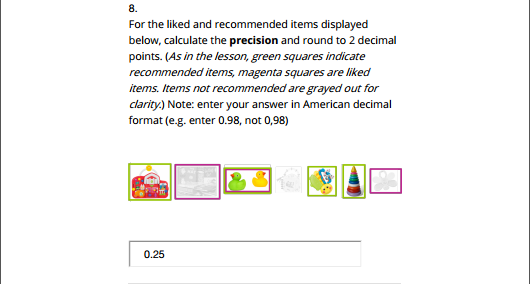 8.
For the liked and recommended items displayed
below, calculate the precision and round to 2 decimal
points. (As in the lesson, green squares indicate
recommended items, magenta squares are liked
items. Items not recommended are grayed out for
clarity.) Note: enter your answer in American decimal
format (e.g. enter 0.98, not 0,98)
0.25